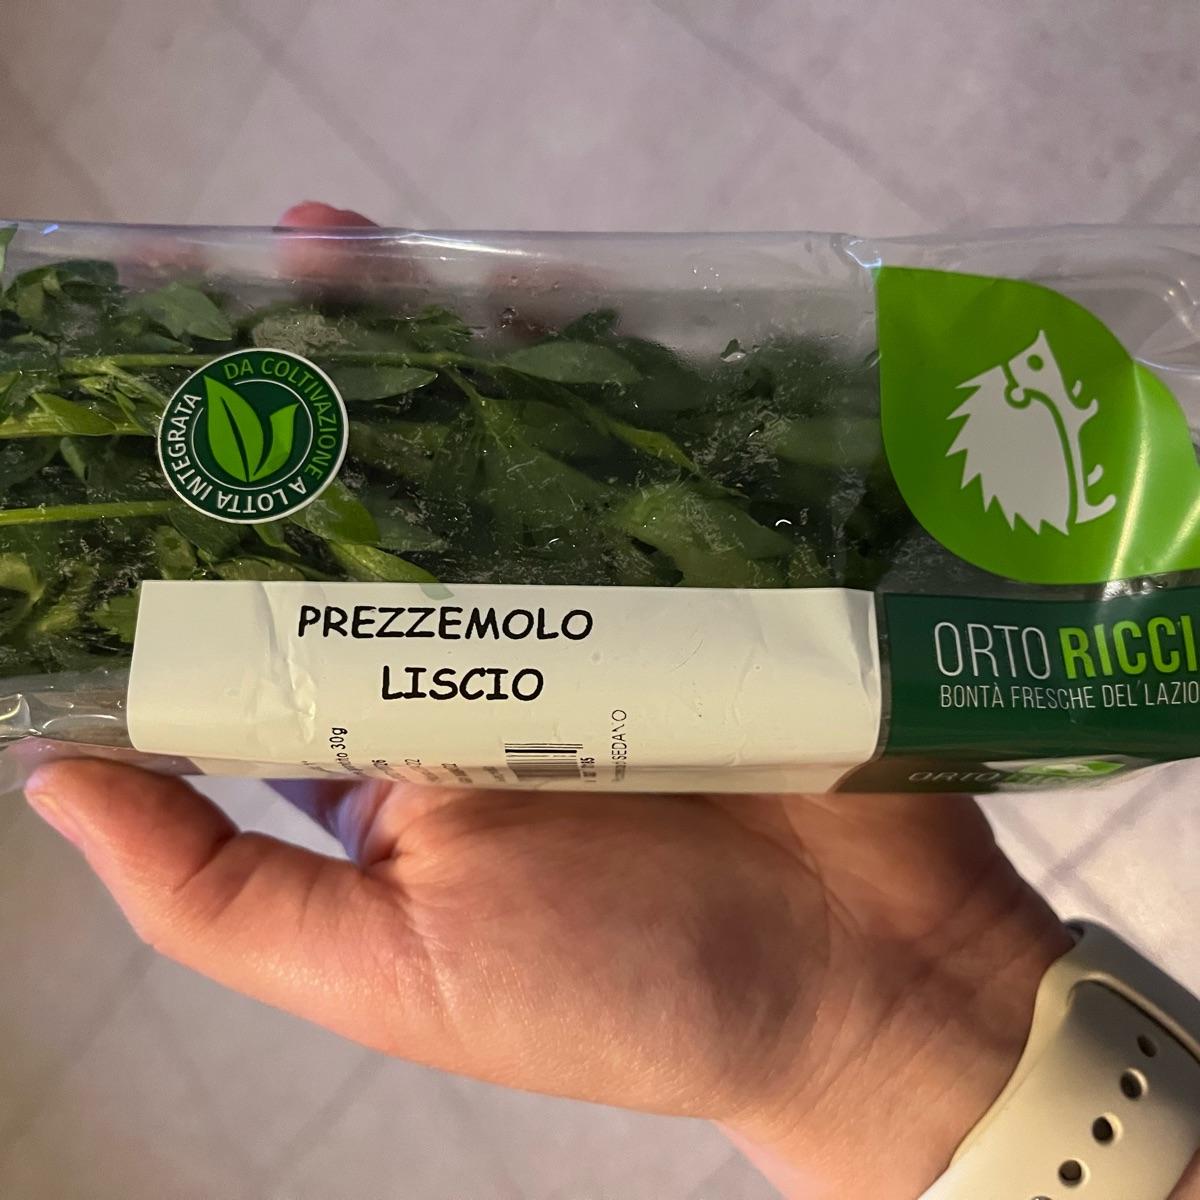 DA COLTIVAZIONE A LOTTA INTEGRATA
PREZZEMOLO
LISCIO
30g
SEDANO
ORTO RICCI
BONTÀ FRESCHE DEL LAZIO
ORTO